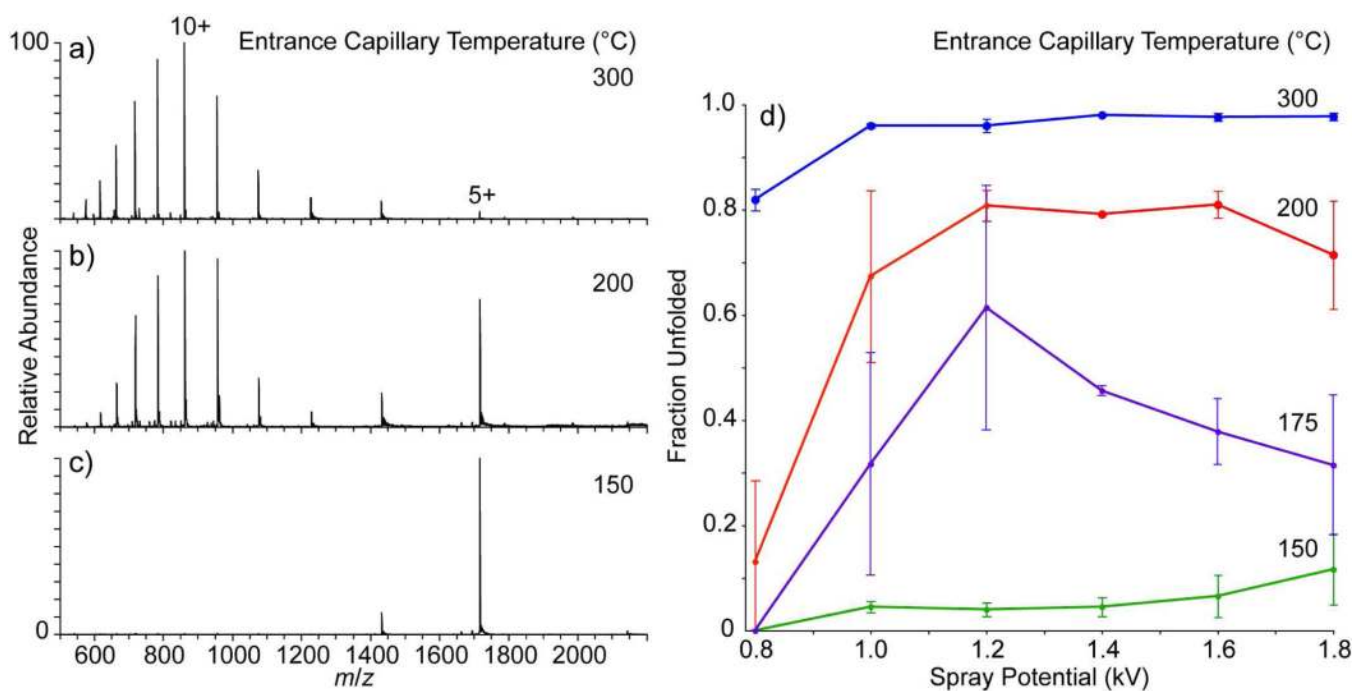 10+ Entrance Capillary Temperature (°C)
a)
100
300
5+
b)
200
c)
150
0
Relative Abundance
600 800 1000 1200 1400 1600 1800 2000
m/z
Entrance Capillary Temperature (°C)
d)
1.0
0.8
0.6
0.4
0.2
0
Fraction Unfolded
300
200
175
150
0.8 1.0 1.2 1.4 1.6 1.8
Spray Potential (kV)